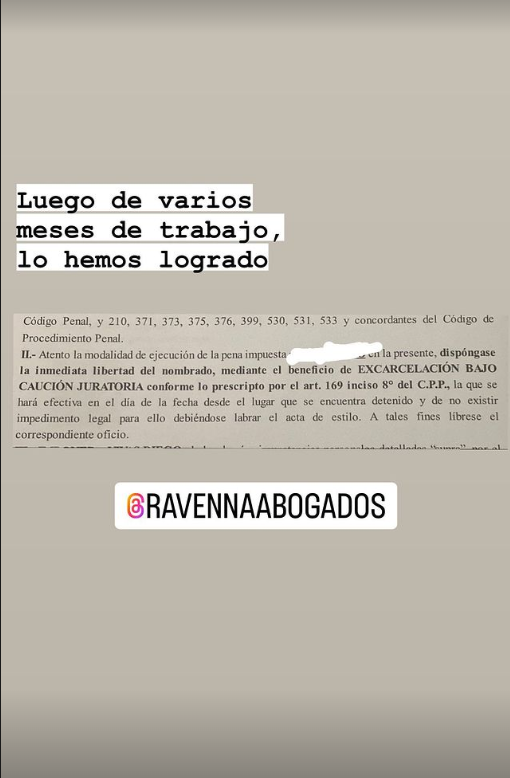 Luego de varios
meses de trabajo,
lo hemos logrado
Código Penal, y 210, 371, 373, 375, 376, 399, 530, 531, 533 y concordantes del Código de
Procedimiento Penal.
II.- Atento la modalidad de ejecución de la pena impuesta en la presente, dispóngase
la inmediata libertad del nombrado, mediante el beneficio de EXCARCELACIÓN BAJO
CAUCIÓN JURATORIA conforme lo prescripto por el art. 169 inciso 8º del C.P.P., la que se
hará efectiva en el día de la fecha desde el lugar que se encuentra detenido y de no existir
impedimento legal para ello debiéndose labrar el acta de estilo. A tales fines líbrese el
correspondiente oficio.
@RAVENNAABOGADOS